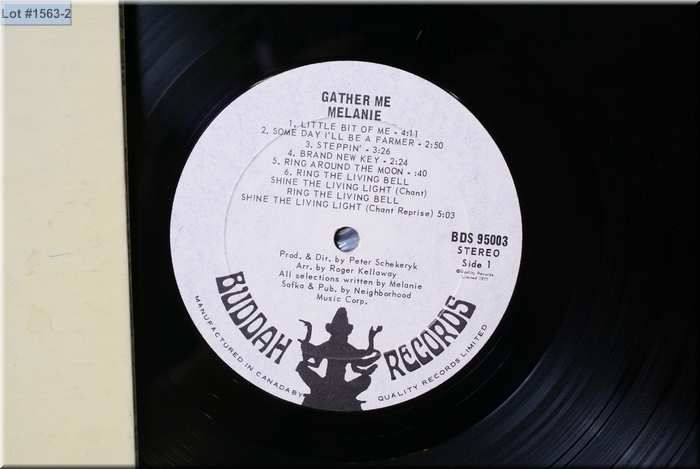 Lot #1563-2
GATHER ME
MELANIE
1. LITTLE BIT OF ME - 4:11
2. SOME DAY I'LL BE A FARMER - 2:50
3. STEPPIN' - 3:26
4. BRAND NEW KEY - 2:24
5. RING AROUND THE MOON - :40
6. RING THE LIVING BELL
SHINE THE LIVING LIGHT (Chant)
RING THE LIVING BELL
SHINE THE LIVING LIGHT (Chant Reprise) 5:03
BDS 95003
STEREO
Side 1
©Quality Records
Limited 1971
Prod. & Dir. by Peter Schekeryk
Arr. by Roger Kellaway
All selections written by Melanie
Safka & Pub. by Neighborhood
Music Corp.
BUDDAH RECORDS
MANUFACTURED IN CANADA BY QUALITY RECORDS LIMITED